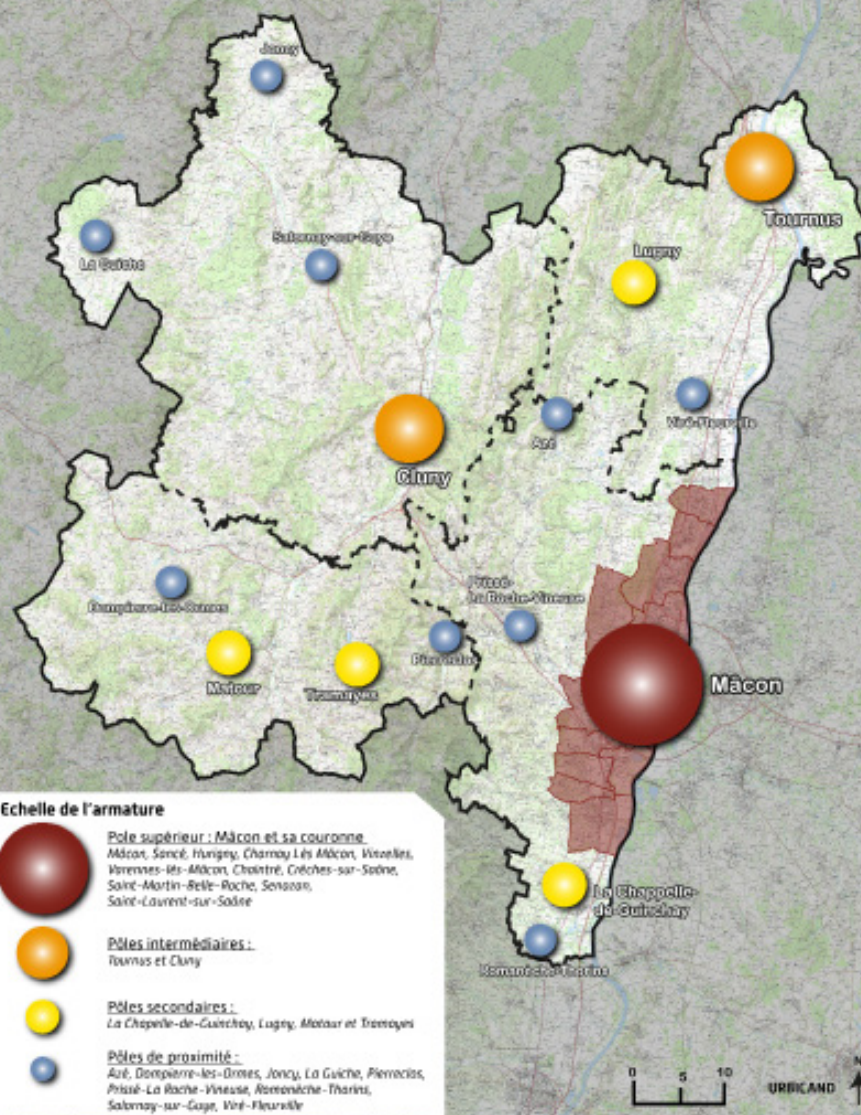 Joncy
Tournus
La Guiche
Salornay-sur-Guye
Lugny
Viré-Fleurville
Azé
Cluny
Prissé-
La Roche-Vineuse
Dompierre-les-Ormes
Pierreclos
Matour
Tramayes
Mâcon
La Chappelle-
de-Guinchay
Romanèche-Thorins
Echelle de l'armature
Pole supérieur : Mâcon et sa couronne
Mâcon, Sancé, Hurigny, Charnay Lès Mâcon, Vinzelles,
Varennes-lès-Mâcon, Chaintré, Crêches-sur-Saône,
Saint-Martin-Belle-Roche, Senozan,
Saint-Laurent-sur-Saône
Pôles intermédiaires :
Tournus et Cluny
Pôles secondaires :
La Chapelle-de-Guinchay, Lugny, Matour et Tramayes
Pôles de proximité :
Azé, Dompierre-les-Ormes, Joncy, La Guiche, Pierreclos,
Prissé-La Roche-Vineuse, Romanèche-Thorins,
Salornay-sur-Guye, Viré-Fleurville
0 5 10
URBICAND
N